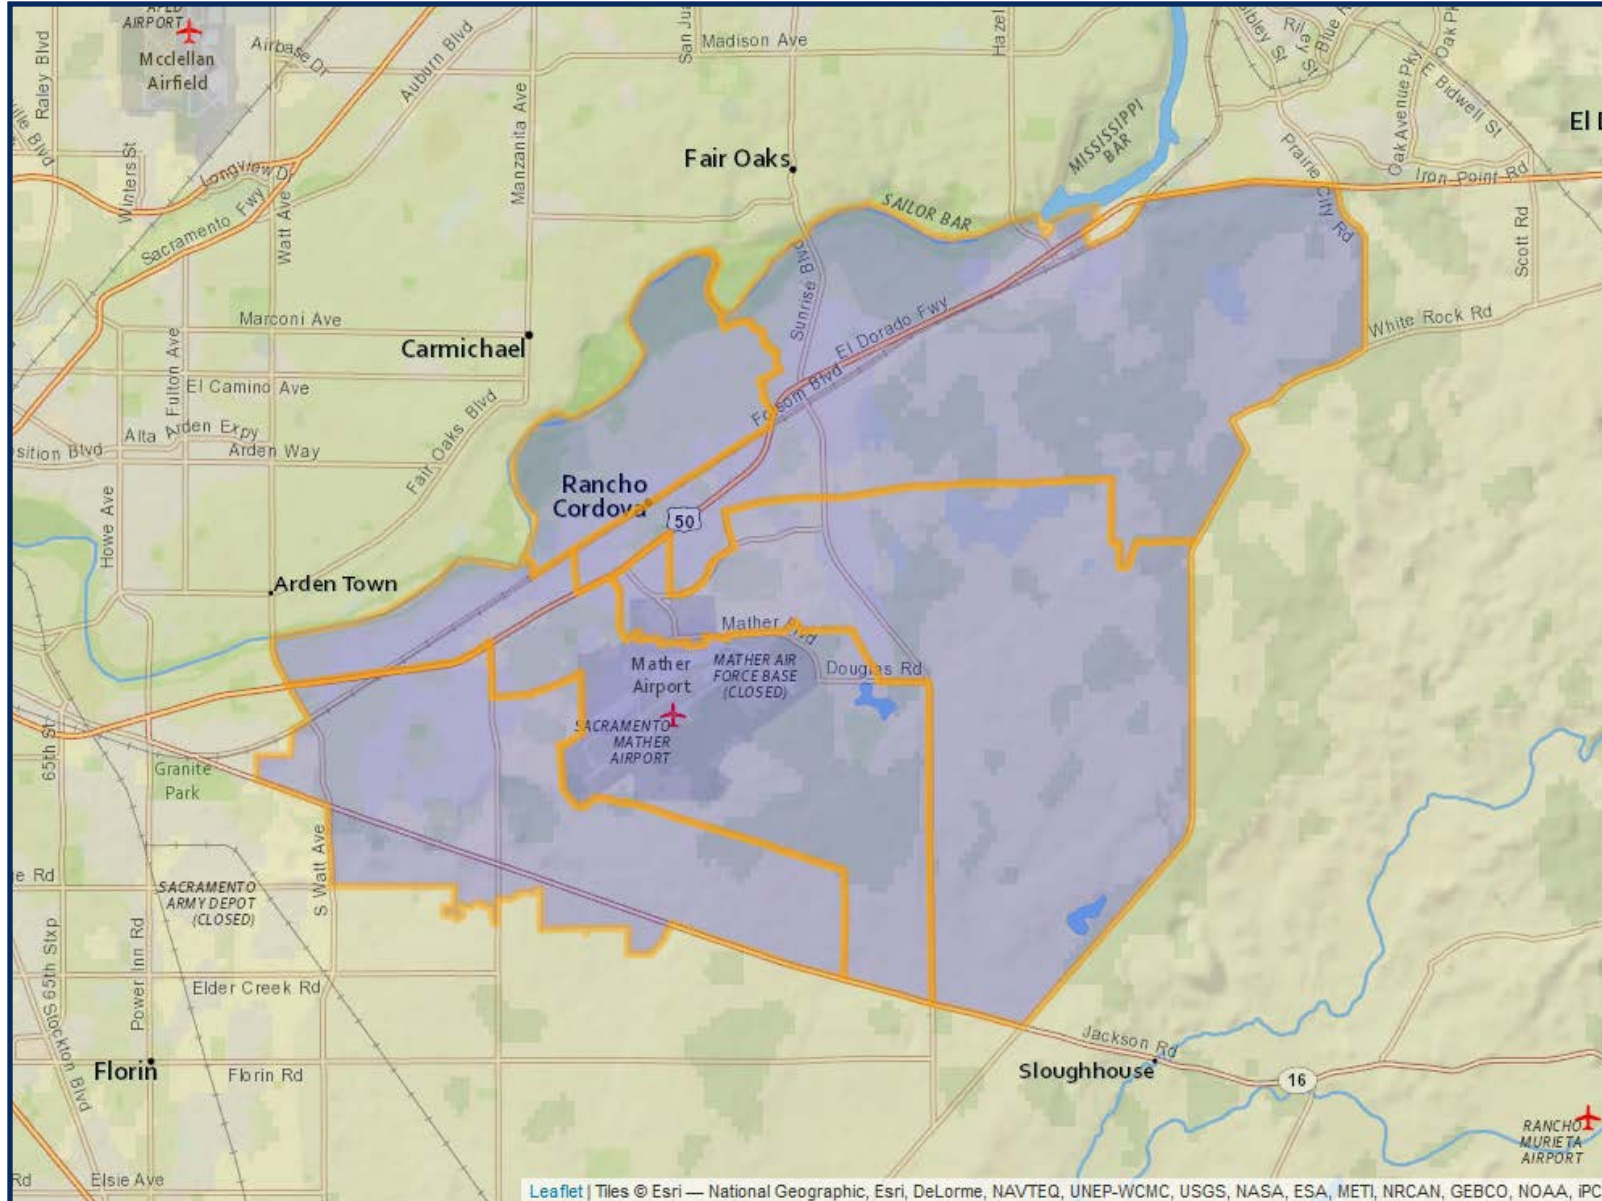 AIRPORT
Mcclellan
Airfield
Raley Blvd
Airbase Dr
Auburn Blvd
Madison Ave
Hazel
Riley St
E Bidwell St
Oak Avenue Pky
Winters St
Longview Dr
Manzanita Ave
Fair Oaks
MISSISSIPPI
BAR
Prairie City Rd
Iron Point Rd
Sacramento Fwy
Watt Ave
SAILOR BAR
Scott Rd
Sunrise Blvd
Marconi Ave
Carmichael
El Dorado Fwy
White Rock Rd
Fulton Ave
El Camino Ave
Folsom Blvd
Alta Arden Expy
Arden Way
Fair Oaks Blvd
Howe Ave
Rancho
Cordova
50
Arden Town
Mather Blvd
Mather
Airport
MATHER AIR
FORCE BASE
(CLOSED)
Douglas Rd
SACRAMENTO
MATHER
AIRPORT
65th St
Granite
Park
S Watt Ave
SACRAMENTO
ARMY DEPOT
(CLOSED)
65th St Exp
Power Inn Rd
Elder Creek Rd
Stockton Blvd
Florin
Florin Rd
Jackson Rd
Sloughhouse
16
RANCHO
MURIETA
AIRPORT
Rd
Elsie Ave
Leaflet | Tiles © Esri — National Geographic, Esri, DeLorme, NAVTEQ, UNEP-WCMC, USGS, NASA, ESA, METI, NRCAN, GEBCO, NOAA, iPC